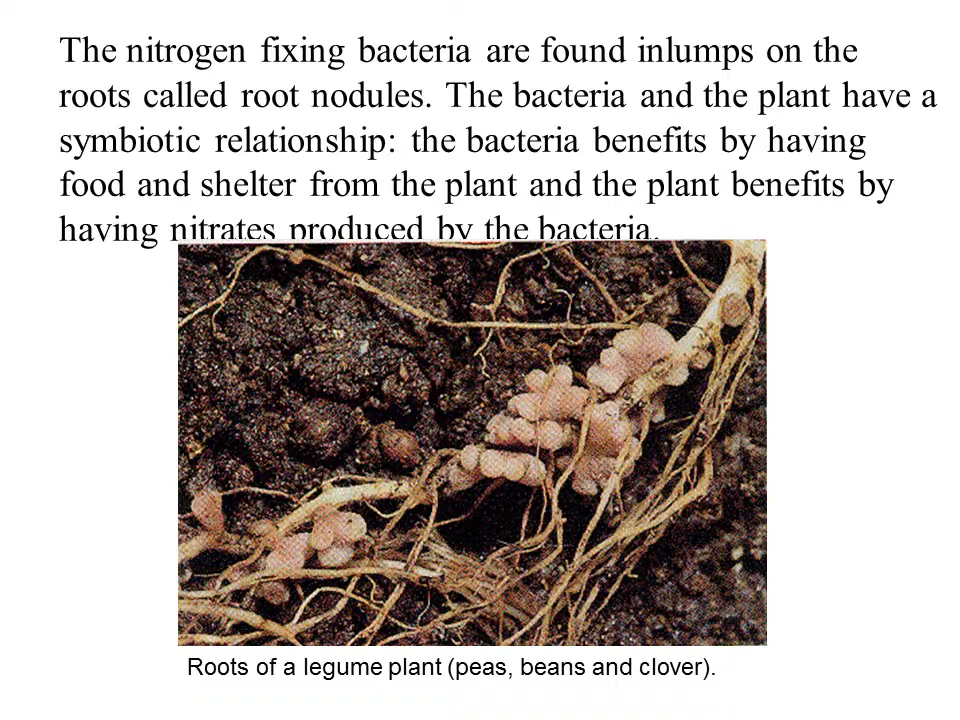 The nitrogen fixing bacteria are found inlumps on the
roots called root nodules. The bacteria and the plant have a
symbiotic relationship: the bacteria benefits by having
food and shelter from the plant and the plant benefits by
having nitrates produced by the bacteria.
Roots of a legume plant (peas, beans and clover).